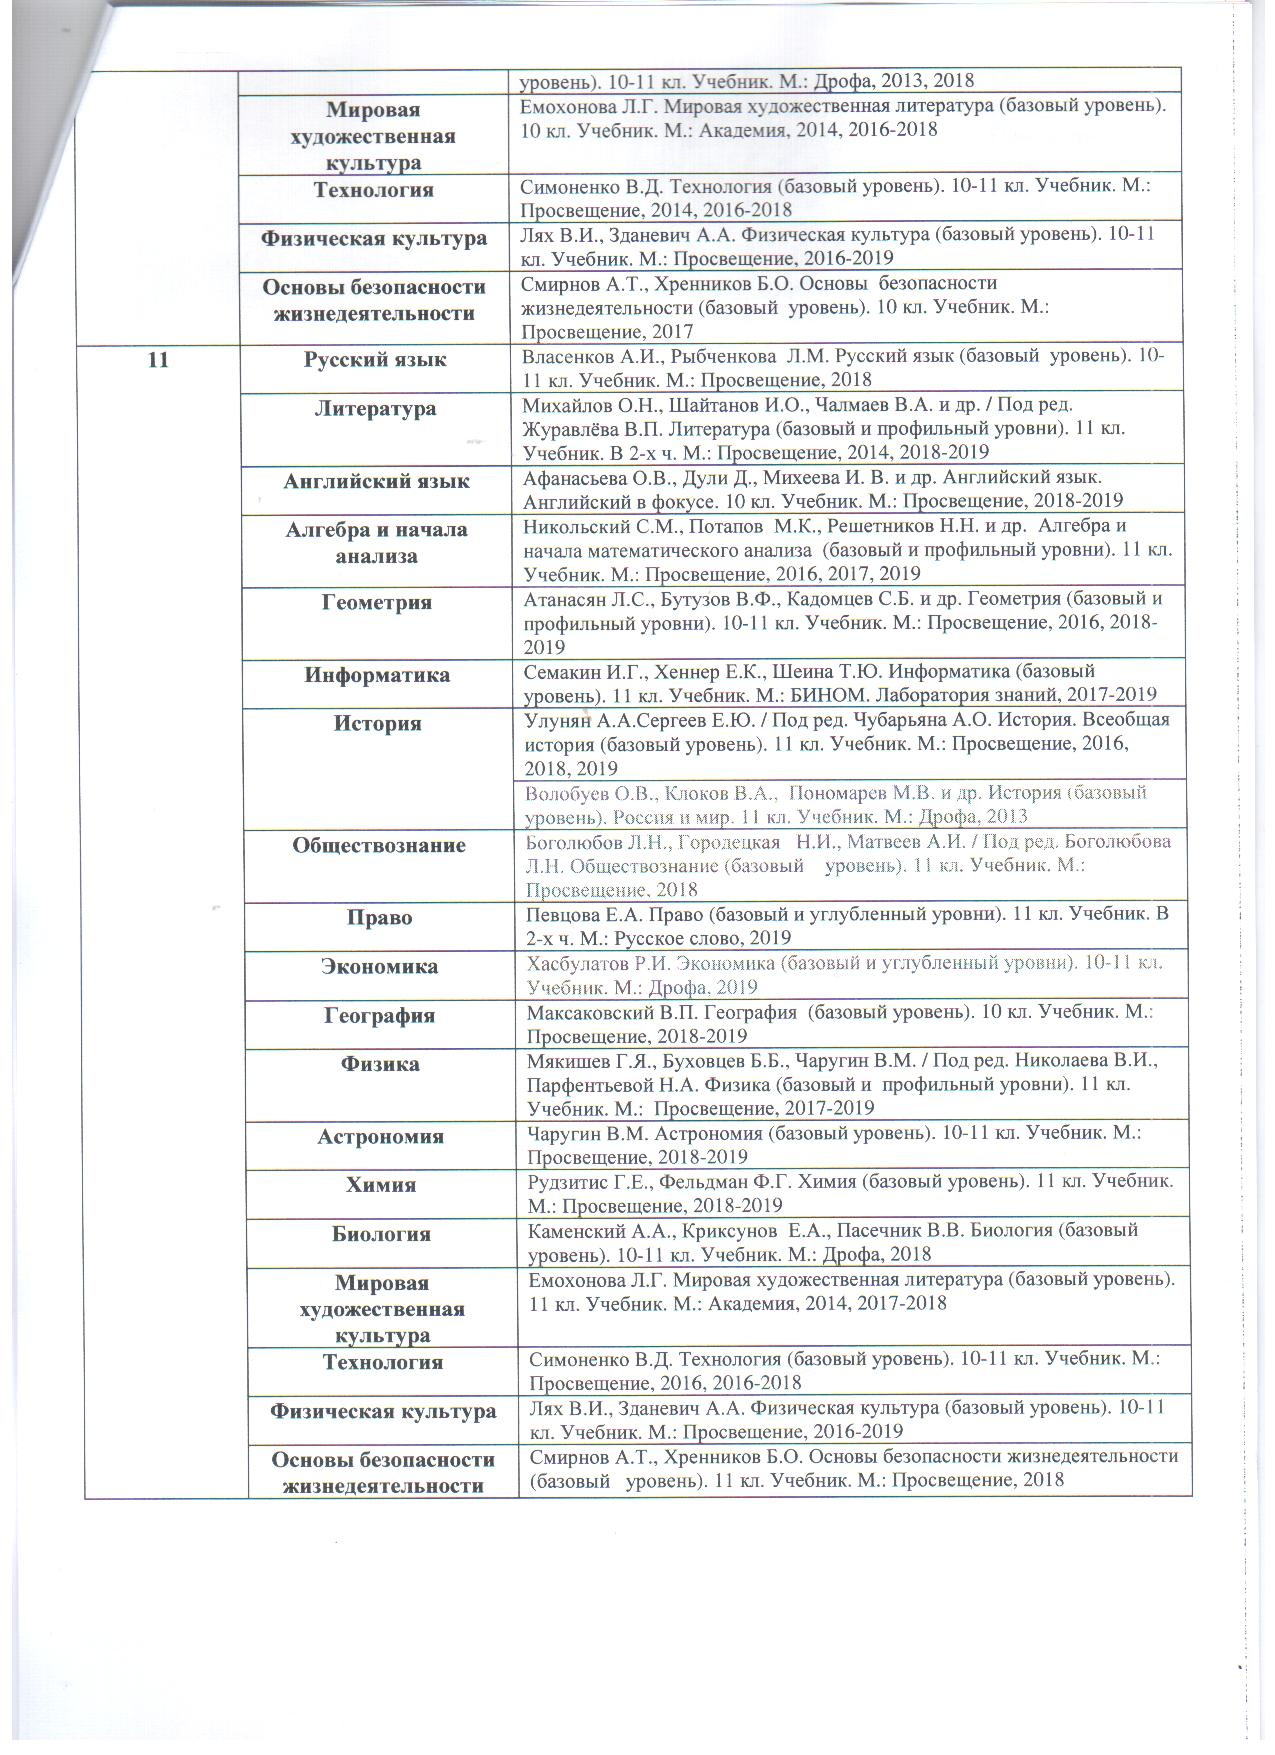 уровень). 10-11 кл. Учебник. М.: Дрофа, 2013, 2018
Мировая
художественная
культура
Емохонова Л.Г. Мировая художественная литература (базовый уровень).
10 кл. Учебник. М.: Академия, 2014, 2016-2018
Технология
Симоненко В.Д. Технология (базовый уровень). 10-11 кл. Учебник. М.:
Просвещение, 2014, 2016-2018
Физическая культура
Лях В.И., Зданевич А.А. Физическая культура (базовый уровень). 10-11
кл. Учебник. М.: Просвещение, 2016-2019
Основы безопасности
жизнедеятельности
Смирнов А.Т., Хренников Б.О. Основы безопасности
жизнедеятельности (базовый уровень). 10 кл. Учебник. М.:
Просвещение, 2017
11
Русский язык
Власенков А.И., Рыбченкова Л.М. Русский язык (базовый уровень). 10-
11 кл. Учебник. М.: Просвещение, 2018
Литература
Михайлов О.Н., Шайтанов И.О., Чалмаев В.А. и др. / Под ред.
Журавлёва В.П. Литература (базовый и профильный уровни). 11 кл.
Учебник. В 2-х ч. М.: Просвещение, 2014, 2018-2019
Английский язык
Афанасьева О.В., Дули Д., Михеева И. В. и др. Английский язык.
Английский в фокусе. 10 кл. Учебник. М.: Просвещение, 2018-2019
Алгебра и начала
анализа
Никольский С.М., Потапов М.К., Решетников Н.Н. и др. Алгебра и
начала математического анализа (базовый и профильный уровни). 11 кл.
Учебник. М.: Просвещение, 2016, 2017, 2019
Геометрия
Атанасян Л.С., Бутузов В.Ф., Кадомцев С.Б. и др. Геометрия (базовый и
профильный уровни). 10-11 кл. Учебник. М.: Просвещение, 2016, 2018-
2019
Информатика
Семакин И.Г., Хеннер Е.К., Шеина Т.Ю. Информатика (базовый
уровень). 11 кл. Учебник. М.: БИНОМ. Лаборатория знаний, 2017-2019
История
Улунян А.А.Сергеев Е.Ю. / Под ред. Чубарьяна А.О. История. Всеобщая
история (базовый уровень). 11 кл. Учебник. М.: Просвещение, 2016,
2018, 2019
Волобуев О.В., Клоков В.А., Пономарев М.В. и др. История (базовый
уровень). Россия и мир. 11 кл. Учебник. М.: Дрофа, 2013
Обществознание
Боголюбов Л.Н., Городецкая Н.И., Матвеев А.И. / Под ред. Боголюбова
Л.Н. Обществознание (базовый уровень). 11 кл. Учебник. М.:
Просвещение, 2018
Право
Певцова Е.А. Право (базовый и углубленный уровни). 11 кл. Учебник. В
2-х ч. М.: Русское слово, 2019
Экономика
Хасбулатов Р.И. Экономика (базовый и углубленный уровни). 10-11 кл.
Учебник. М.: Дрофа, 2019
География
Максаковский В.П. География (базовый уровень). 10 кл. Учебник. М.:
Просвещение, 2018-2019
Физика
Мякишев Г.Я., Буховцев Б.Б., Чаругин В.М. / Под ред. Николаева В.И.,
Парфентьевой Н.А. Физика (базовый и профильный уровни). 11 кл.
Учебник. М.: Просвещение, 2017-2019
Астрономия
Чаругин В.М. Астрономия (базовый уровень). 10-11 кл. Учебник. М.:
Просвещение, 2018-2019
Химия
Рудзитис Г.Е., Фельдман Ф.Г. Химия (базовый уровень). 11 кл. Учебник.
М.: Просвещение, 2018-2019
Биология
Каменский А.А., Криксунов Е.А., Пасечник В.В. Биология (базовый
уровень). 10-11 кл. Учебник. М.: Дрофа, 2018
Мировая
художественная
культура
Емохонова Л.Г. Мировая художественная литература (базовый уровень).
11 кл. Учебник. М.: Академия, 2014, 2017-2018
Технология
Симоненко В.Д. Технология (базовый уровень). 10-11 кл. Учебник. М.:
Просвещение, 2016, 2016-2018
Физическая культура
Лях В.И., Зданевич А.А. Физическая культура (базовый уровень). 10-11
кл. Учебник. М.: Просвещение, 2016-2019
Основы безопасности
жизнедеятельности
Смирнов А.Т., Хренников Б.О. Основы безопасности жизнедеятельности
(базовый уровень). 11 кл. Учебник. М.: Просвещение, 2018